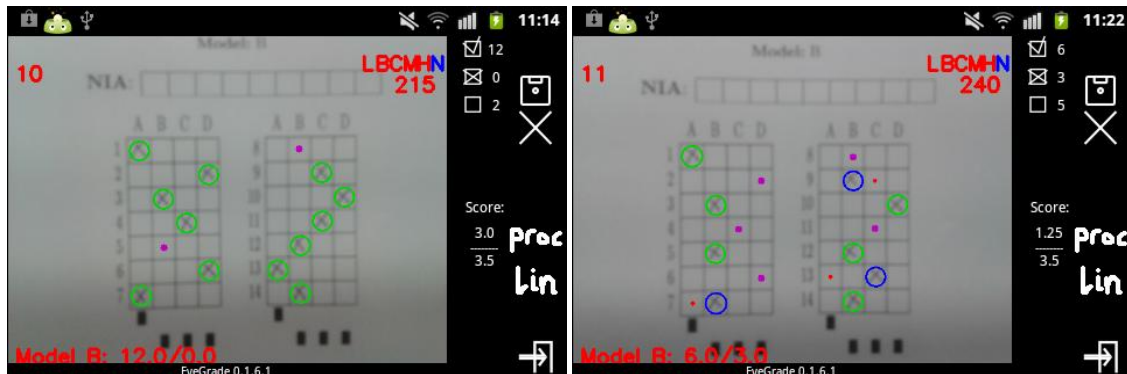 11:14
Model: B
10
LBCMHN
215
12
0
2
NIA:
A B C D A B C D
1 8
2 9
3 10
4 11
5 12
6 13
7 14
Score:
3.0
3.5
Proc
Lin
Model B: 12.0/0.0
EyeGrade 0.1.6.1
11:22
Model: B
11
LBCMHN
240
6
3
5
NIA:
A B C D A B C D
1 8
2 9
3 10
4 11
5 12
6 13
7 14
Score:
1.25
3.5
Proc
Lin
Model B: 6.0/3.0
EyeGrade 0.1.6.1